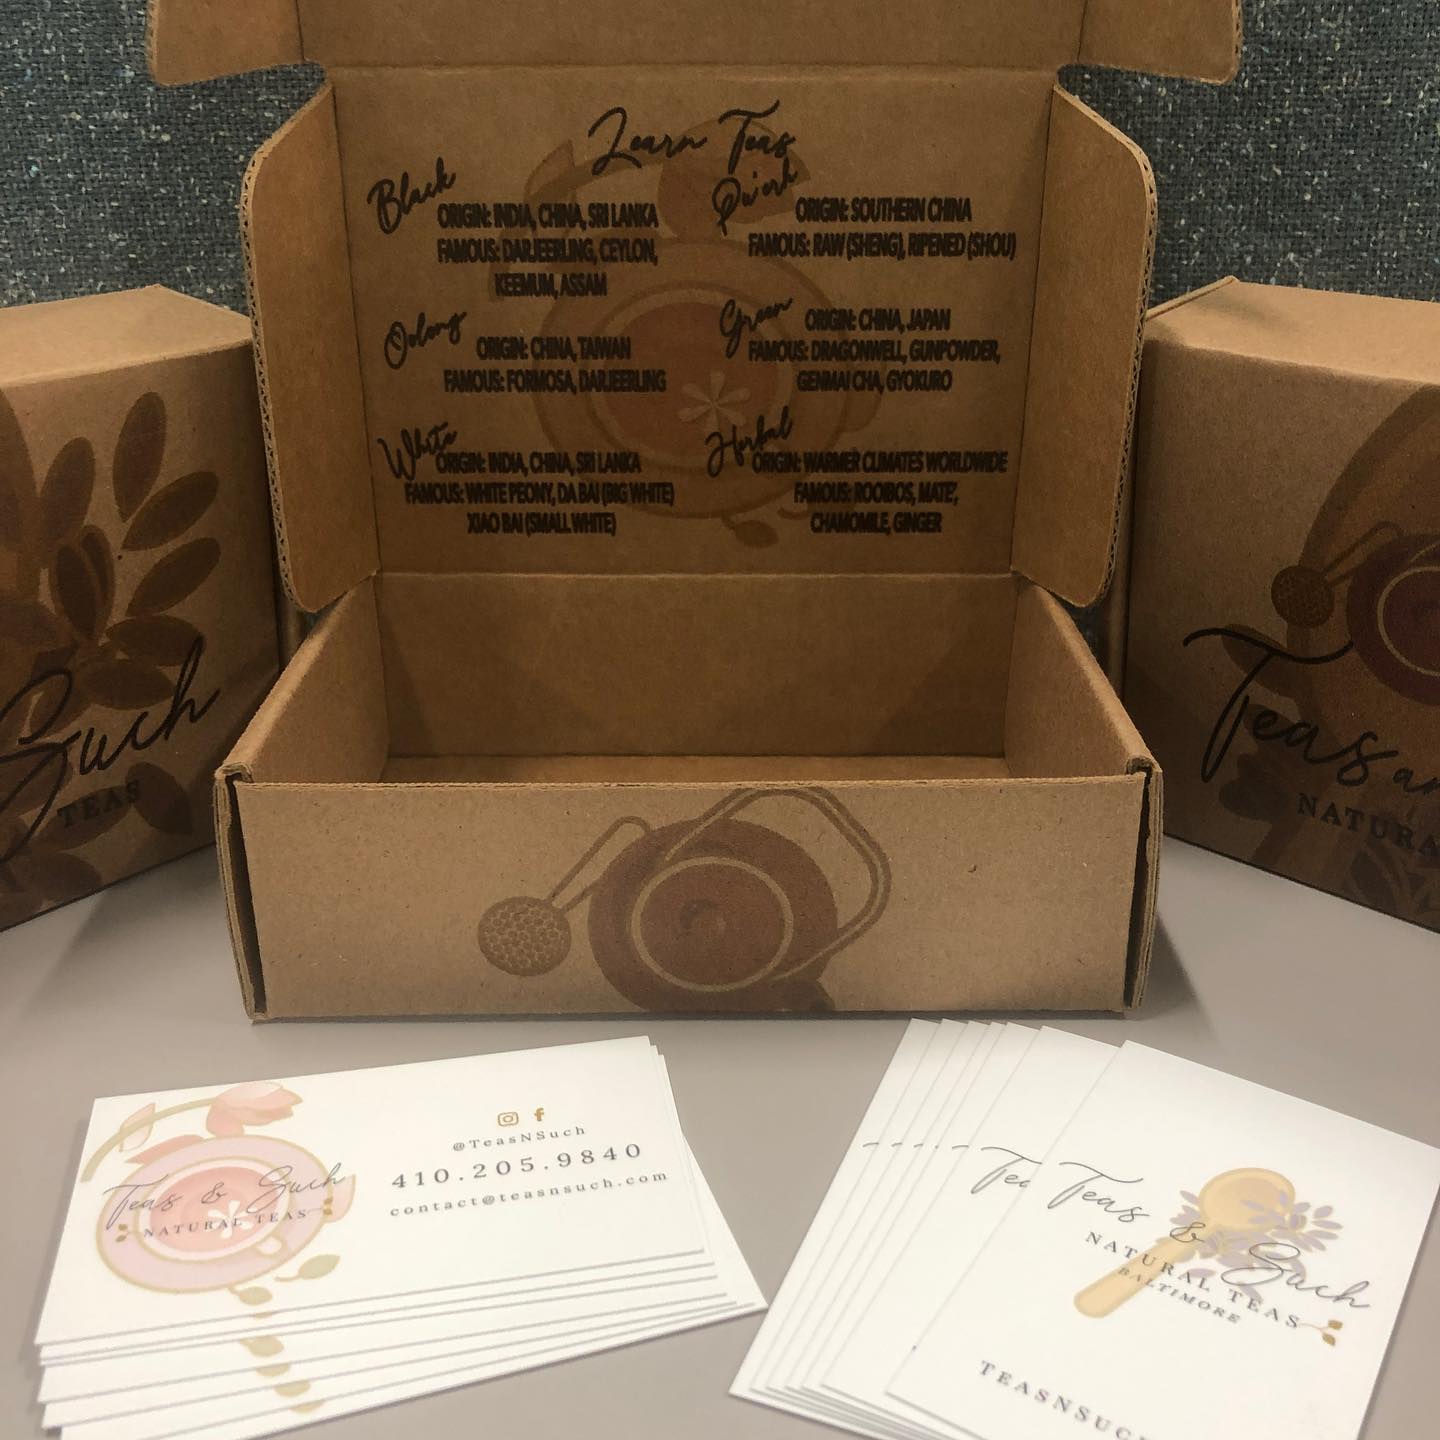 Learn Teas
Black
ORIGIN: INDIA, CHINA, SRI LANKA
FAMOUS: DARJEERLING, CEYLON,
KEEMUM, ASSAM
Pu'erh
ORIGIN: SOUTHERN CHINA
FAMOUS: RAW (SHENG), RIPENED (SHOU)
Oolong
ORIGIN: CHINA, TAIWAN
FAMOUS: FORMOSA, DARJEERLING
Green
ORIGIN: CHINA, JAPAN
FAMOUS: DRAGONWELL, GUNPOWDER,
GENMAI CHA, GYOKURO
White
ORIGIN: INDIA, CHINA, SRI LANKA
FAMOUS: WHITE PEONY, DA BAI (BIG WHITE)
XIAO BAI (SMALL WHITE)
Herbal
ORIGIN: WARMER CLIMATES WORLDWIDE
FAMOUS: ROOIBOS, MATE',
CHAMOMILE, GINGER
Such
TEAS
Teas an
NATURA
Teas & Such
NATURAL TEAS
@TeasNSuch
410.205.9840
contact@teasnsuch.com
Tea
Teas & Such
NATURAL TEAS
BALTIMORE
TEASNSUC